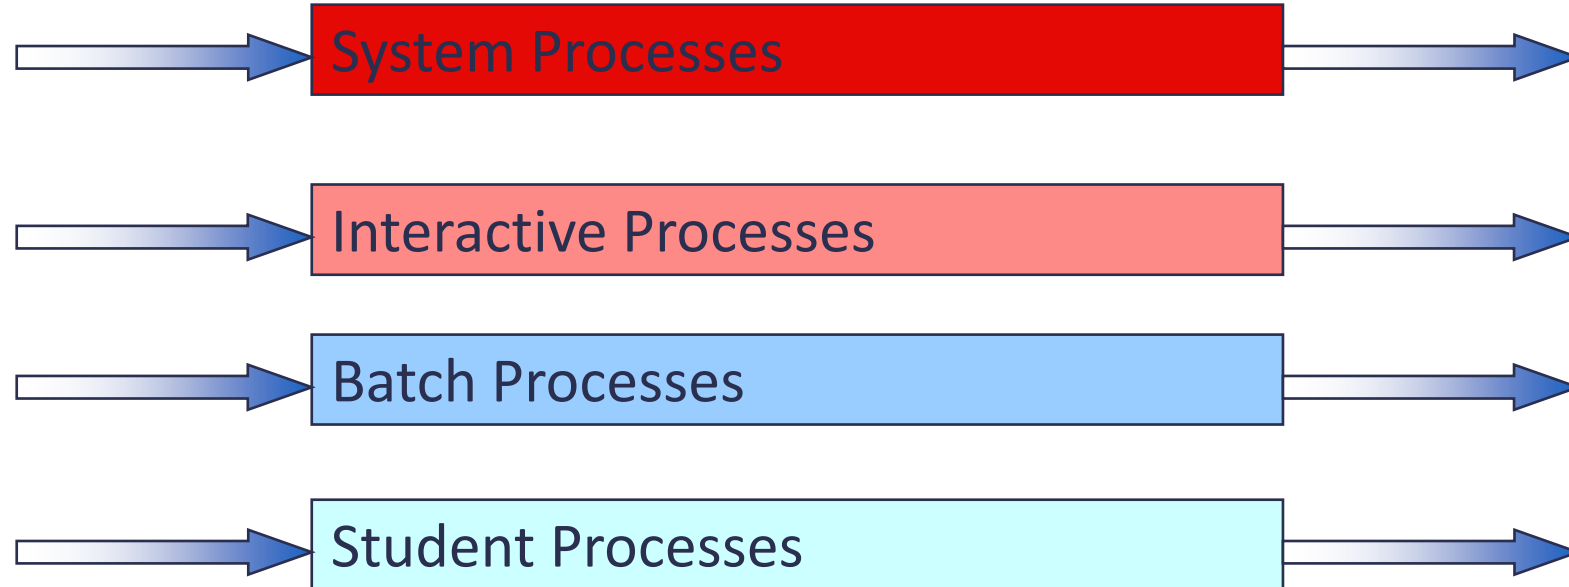 System Processes
Interactive Processes
Batch Processes
Student Processes